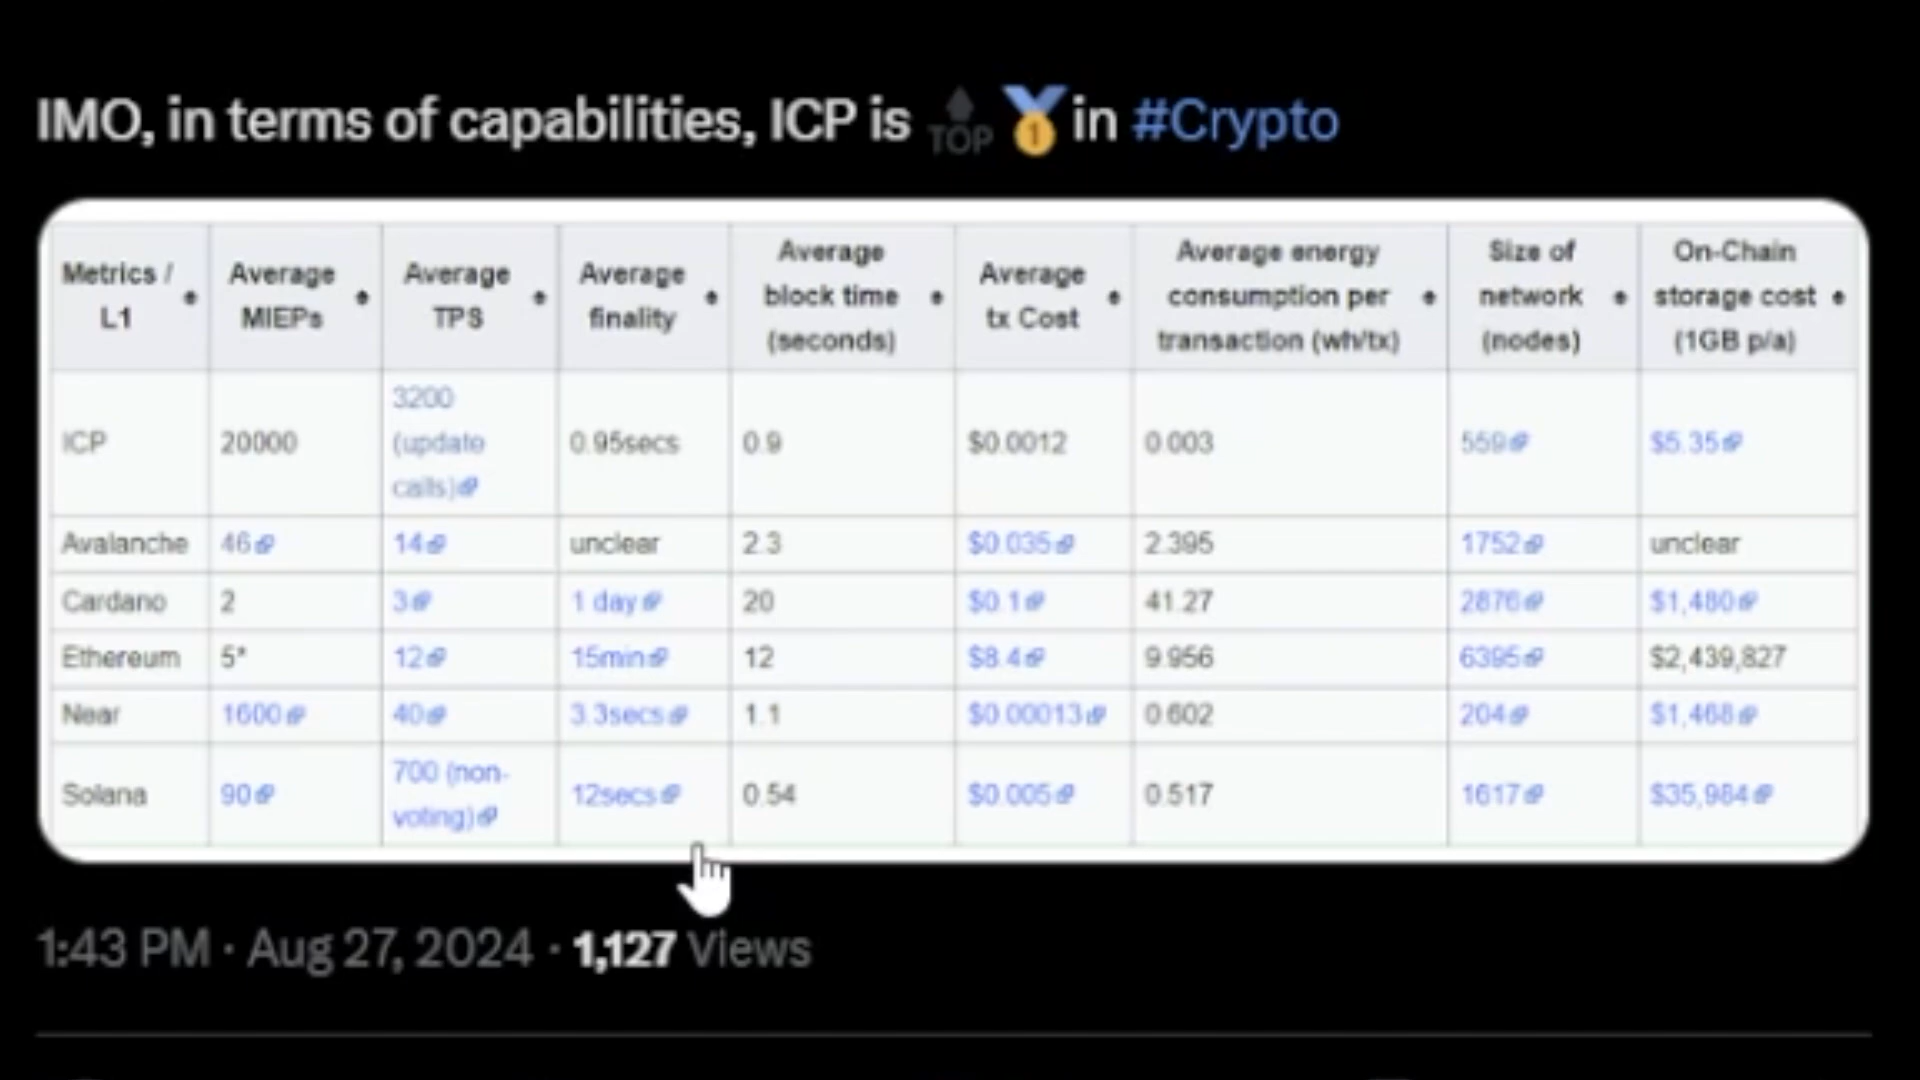 IMO, in terms of capabilities, ICP is TOP 1 in #Crypto
Metrics / L1 Average MIEPs Average TPS Average finality Average block time (seconds) Average tx Cost Average energy consumption per transaction (wh/tx) Size of network (nodes) On-Chain storage cost (1GB p/a)
ICP 20000 3200 (update calls) 0.95secs 0.9 $0.0012 0.003 559 $5.35
Avalanche 46 14 unclear 2.3 $0.035 2.395 1752 unclear
Cardano 2 3 1 day 20 $0.1 41.27 2876 $1,480
Ethereum 5* 12 15min 12 $8.4 9.956 6395 $2,439,827
Near 1600 40 3.3secs 1.1 $0.00013 0.602 204 $1,468
Solana 90 700 (non-voting) 12secs 0.54 $0.005 0.517 1617 $35,984
1:43 PM · Aug 27, 2024 · 1,127 Views